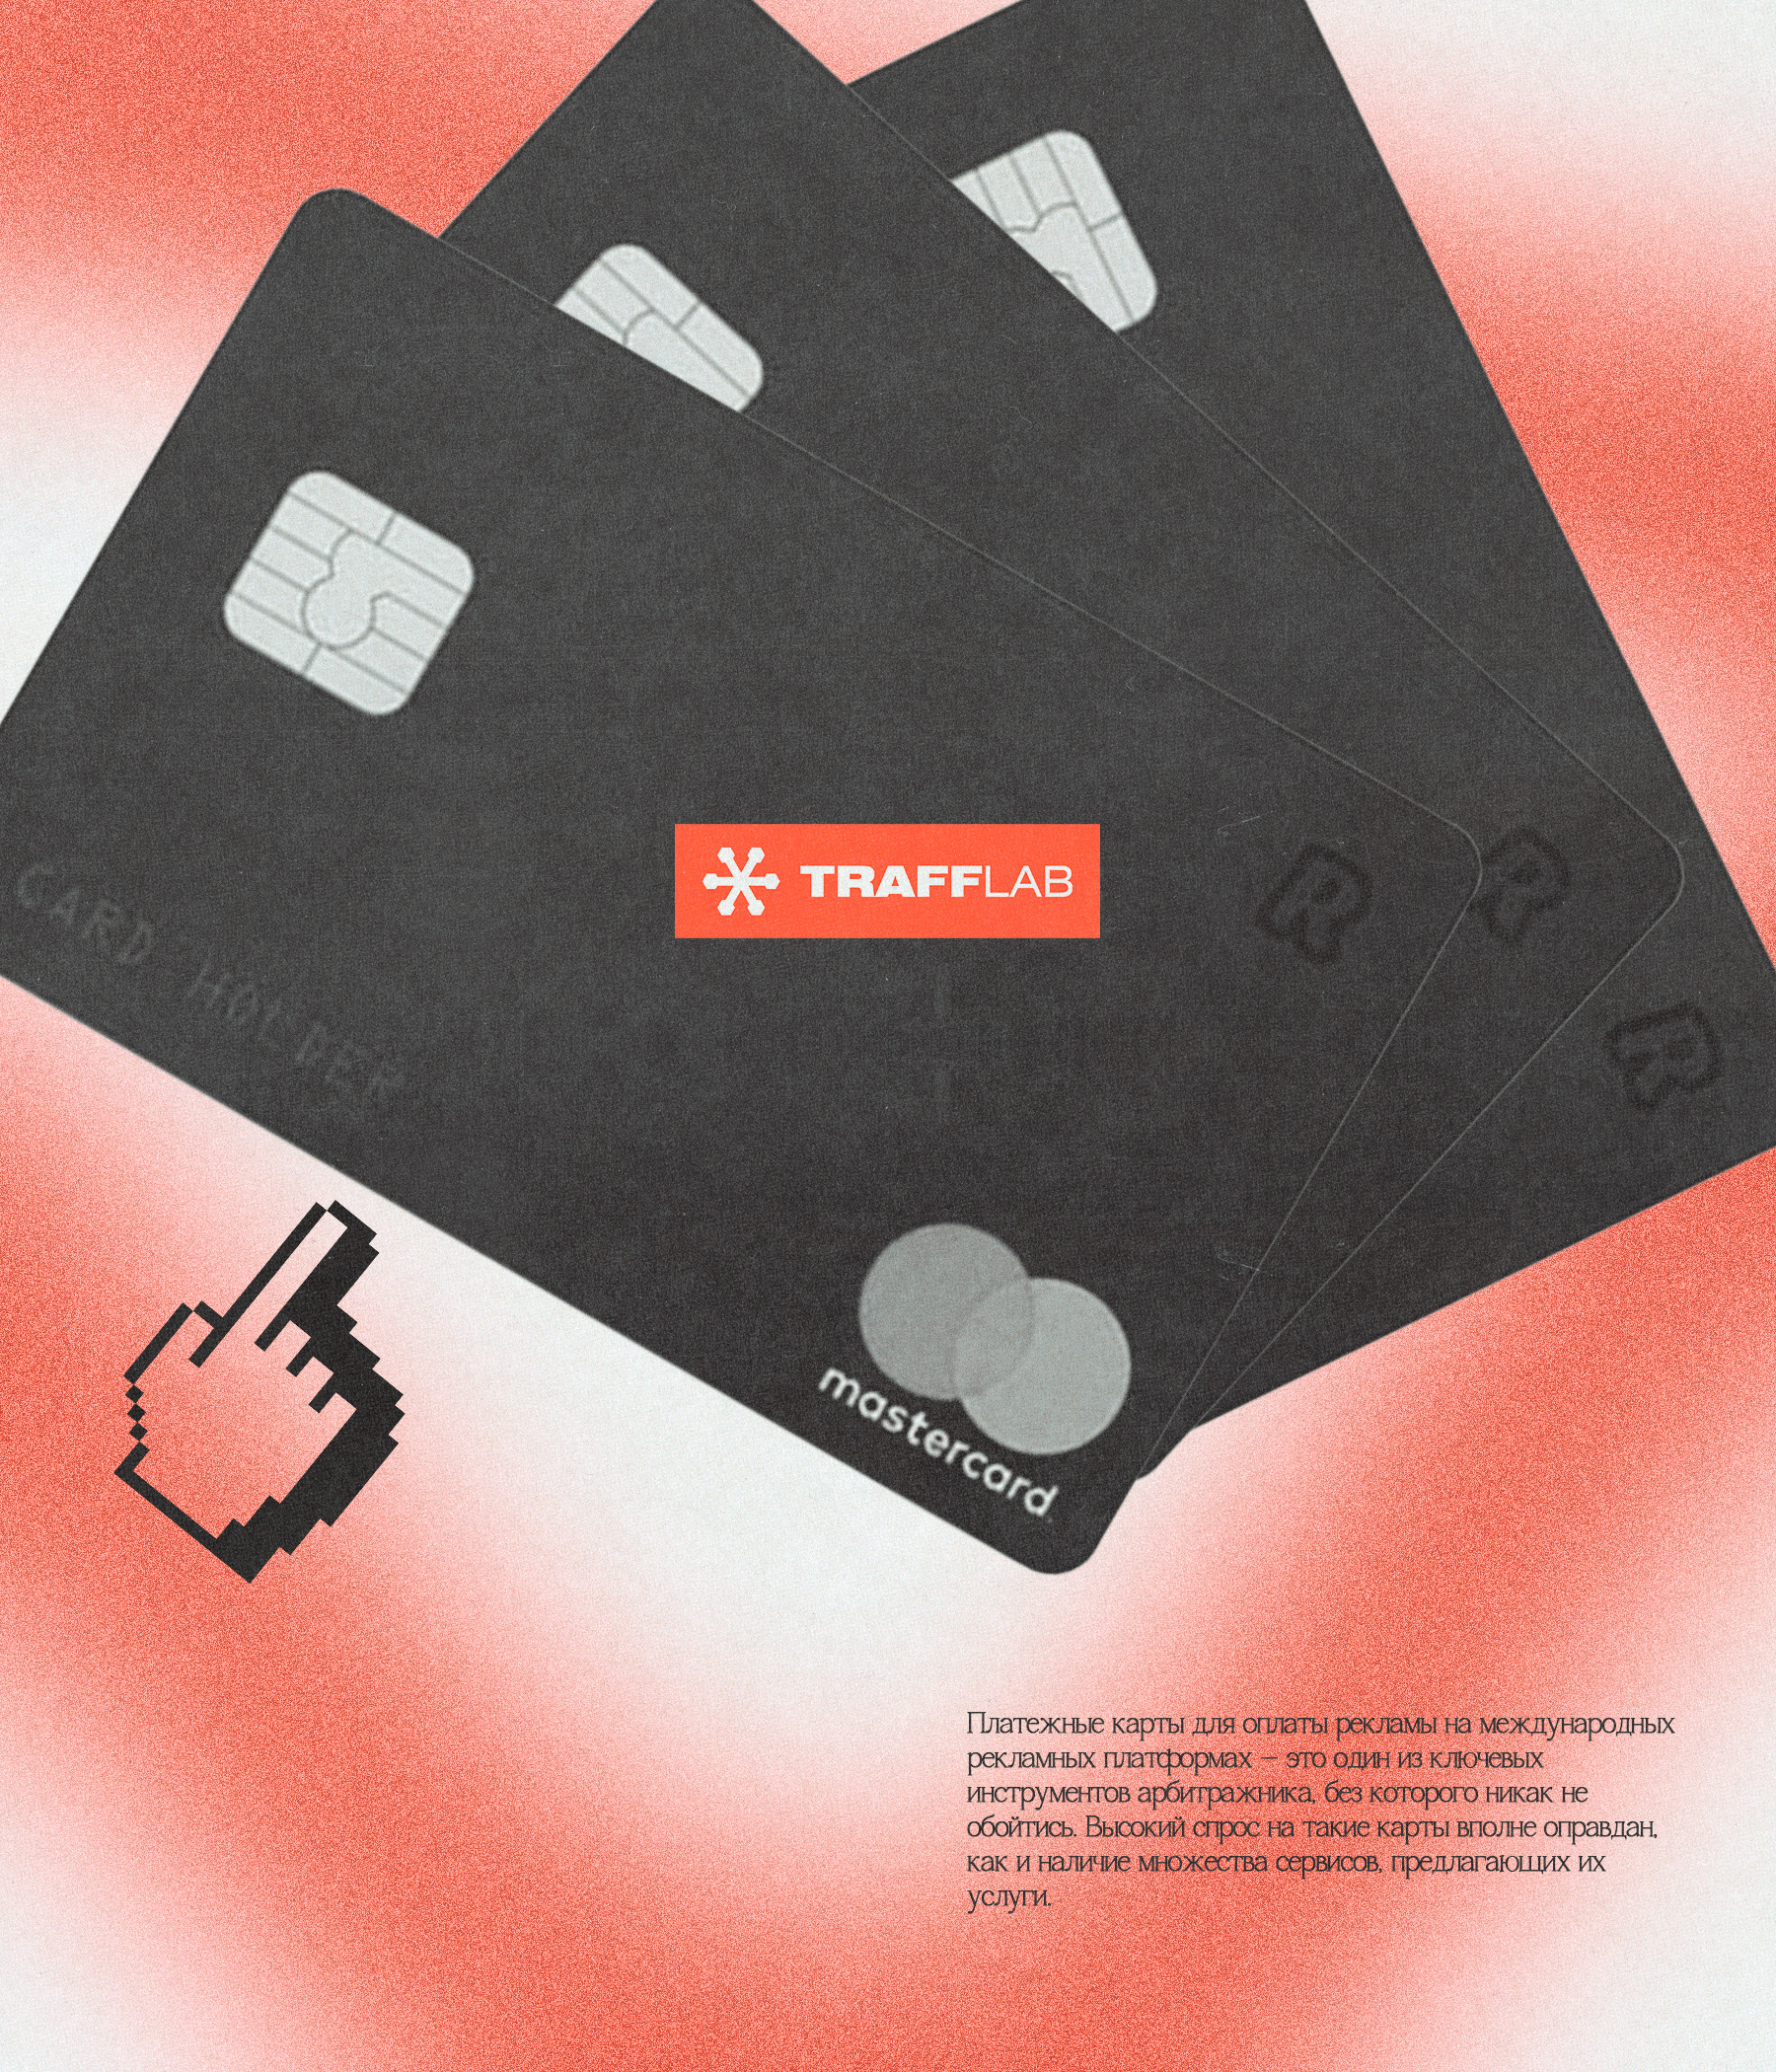 TRAFFLAB
CARD HOLDER
mastercard
Платежные карты для оплаты рекламы на международных
рекламных платформах — это один из ключевых
инструментов арбитражника, без которого никак не
обойтись. Высокий спрос на такие карты вполне оправдан,
как и наличие множества сервисов, предлагающих их
услуги.